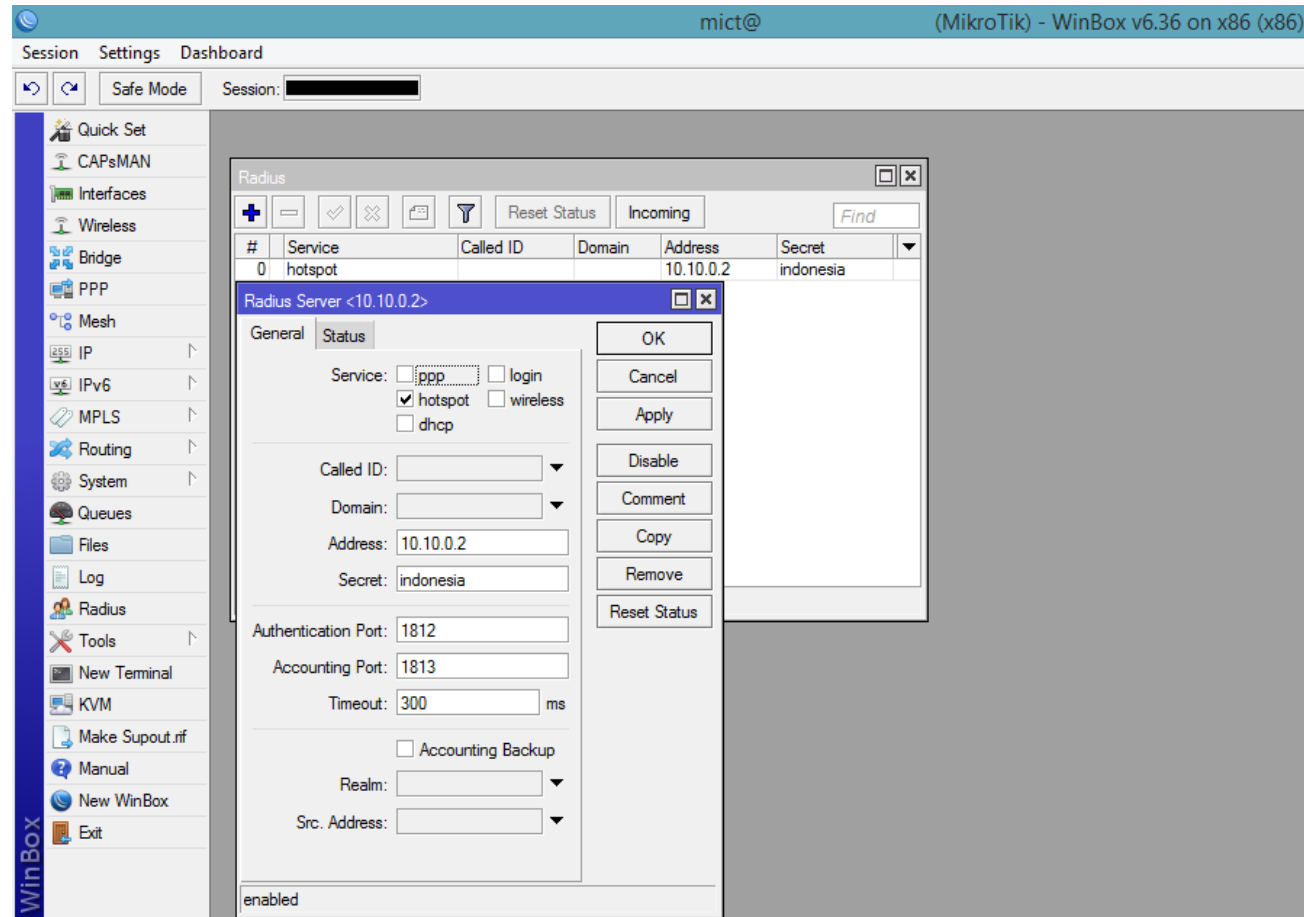 mict@ (MikroTik) - WinBox v6.36 on x86 (x86)
Session Settings Dashboard
Safe Mode Session:
Quick Set
CAPsMAN
Interfaces
Wireless
Bridge
PPP
Mesh
255 IP
v6 IPv6
MPLS
Routing
System
Queues
Files
Log
Radius
Tools
New Terminal
KVM
Make Supout.rif
Manual
New WinBox
Exit
WinBox
Radius
Reset Status Incoming Find
# Service Called ID Domain Address Secret
0 hotspot 10.10.0.2 indonesia
Radius Server <10.10.0.2>
General Status
Service: ppp login
hotspot wireless
dhcp
Called ID:
Domain:
Address: 10.10.0.2
Secret: indonesia
Authentication Port: 1812
Accounting Port: 1813
Timeout: 300 ms
Accounting Backup
Realm:
Src. Address:
enabled
OK
Cancel
Apply
Disable
Comment
Copy
Remove
Reset Status